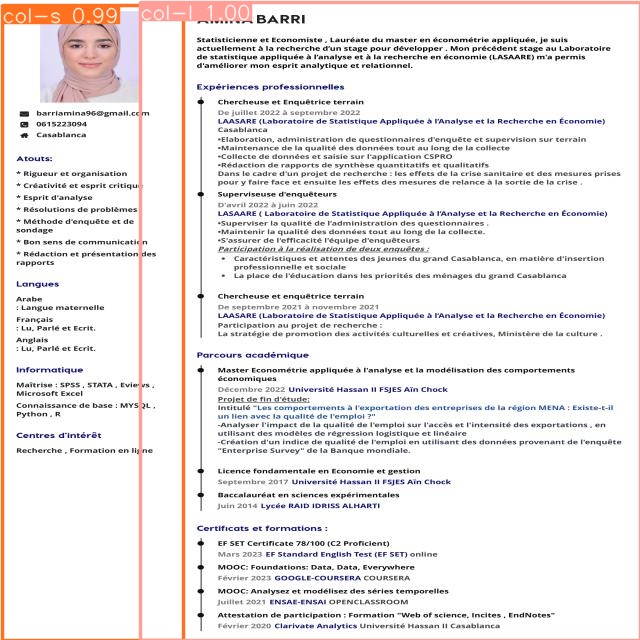 col-s 0.99
col-l 1.00
barriamina96@gmail.com
0615223094
Casablanca
Atouts:
* Rigueur et organisation
* Créativité et esprit critique
* Esprit d'analyse
* Résolutions de problèmes
* Méthode d'enquête et de
sondage
* Bon sens de communication
* Rédaction et présentation des
rapports
Langues
Arabe
: Langue maternelle
Français
: Lu, Parlé et Ecrit.
Anglais
: Lu, Parlé et Ecrit.
Informatique
Maîtrise : SPSS , STATA , Eviews ,
Microsoft Excel
Connaissance de base : MYSQL ,
Python , R
Centres d'intérêt
Recherche , Formation en ligne
AMINA BARRI
Statisticienne et Economiste , Lauréate du master en économétrie appliquée, je suis
actuellement à la recherche d'un stage pour développer . Mon précédent stage au Laboratoire
de statistique appliquée à l'analyse et à la recherche en économie (LASAARE) m'a permis
d'améliorer mon esprit analytique et relationnel.
Expériences professionnelles
Chercheuse et Enquêtrice terrain
De juillet 2022 à septembre 2022
LAASARE (Laboratoire de Statistique Appliquée à l'Analyse et la Recherche en Économie)
Casablanca
•Elaboration, administration de questionnaires d'enquête et supervision sur terrain
•Maintenance de la qualité des données tout au long de la collecte
•Collecte de données et saisie sur l'application CSPRO
•Rédaction de rapports de synthèse quantitatifs et qualitatifs
Dans le cadre d'un projet de recherche : les effets de la crise sanitaire et des mesures prises
pour y faire face et ensuite les effets des mesures de relance à la sortie de la crise .
Superviseuse d'enquêteurs
D'avril 2022 à juin 2022
LAASARE ( Laboratoire de Statistique Appliquée à l'Analyse et la Recherche en Économie)
•Superviser la qualité de l'administration des questionnaires .
•Maintenir la qualité des données tout au long de la collecte.
•S'assurer de l'efficacité l'équipe d'enquêteurs
Participation à la réalisation de deux enquêtes :
• Caractéristiques et attentes des jeunes du grand Casablanca, en matière d'insertion
professionnelle et sociale
• La place de l'éducation dans les priorités des ménages du grand Casablanca
Chercheuse et enquêtrice terrain
De septembre 2021 à novembre 2021
LAASARE (Laboratoire de Statistique Appliquée à l'Analyse et la Recherche en Économie)
Participation au projet de recherche :
La stratégie de promotion des activités culturelles et créatives, Ministère de la culture .
Parcours académique
Master Econométrie appliquée à l'analyse et la modélisation des comportements
économiques
Décembre 2022 Université Hassan II FSJES Aïn Chock
Projet de fin d'étude:
Intitulé "Les comportements à l'exportation des entreprises de la région MENA : Existe-t-il
un lien avec la qualité de l'emploi ?"
-Analyser l'impact de la qualité de l'emploi sur l'accès et l'intensité des exportations , en
utilisant des modèles de régression logistique et linéaire
-Création d'un indice de qualité de l'emploi en utilisant des données provenant de l'enquête
"Enterprise Survey" de la Banque mondiale.
Licence fondamentale en Economie et gestion
Septembre 2017 Université Hassan II FSJES Aïn Chock
Baccalauréat en sciences expérimentales
Juin 2014 Lycée RAID IDRISS ALHARTI
Certificats et formations :
EF SET Certificate 78/100 (C2 Proficient)
Mars 2023 EF Standard English Test (EF SET) online
MOOC: Foundations: Data, Data, Everywhere
Février 2023 GOOGLE-COURSERA COURSERA
MOOC: Analysez et modélisez des séries temporelles
Juillet 2021 ENSAE-ENSAI OPENCLASSROOM
Attestation de participation : Formation "Web of science, Incites , EndNotes"
Février 2020 Clarivate Analytics Université Hassan II Casablanca